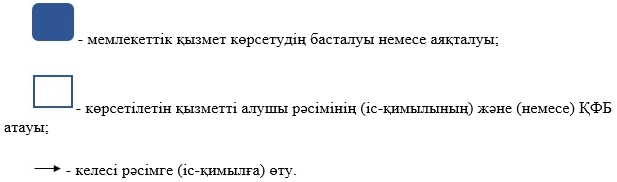 - мемлекеттік қызмет көрсетудің басталуы немесе аяқталуы;
- көрсетілетін қызметті алушы рәсімінің (іс-қимылының) және (немесе) ҚФБ
атауы;
- келесі рәсімге (іс-қимылға) өту.